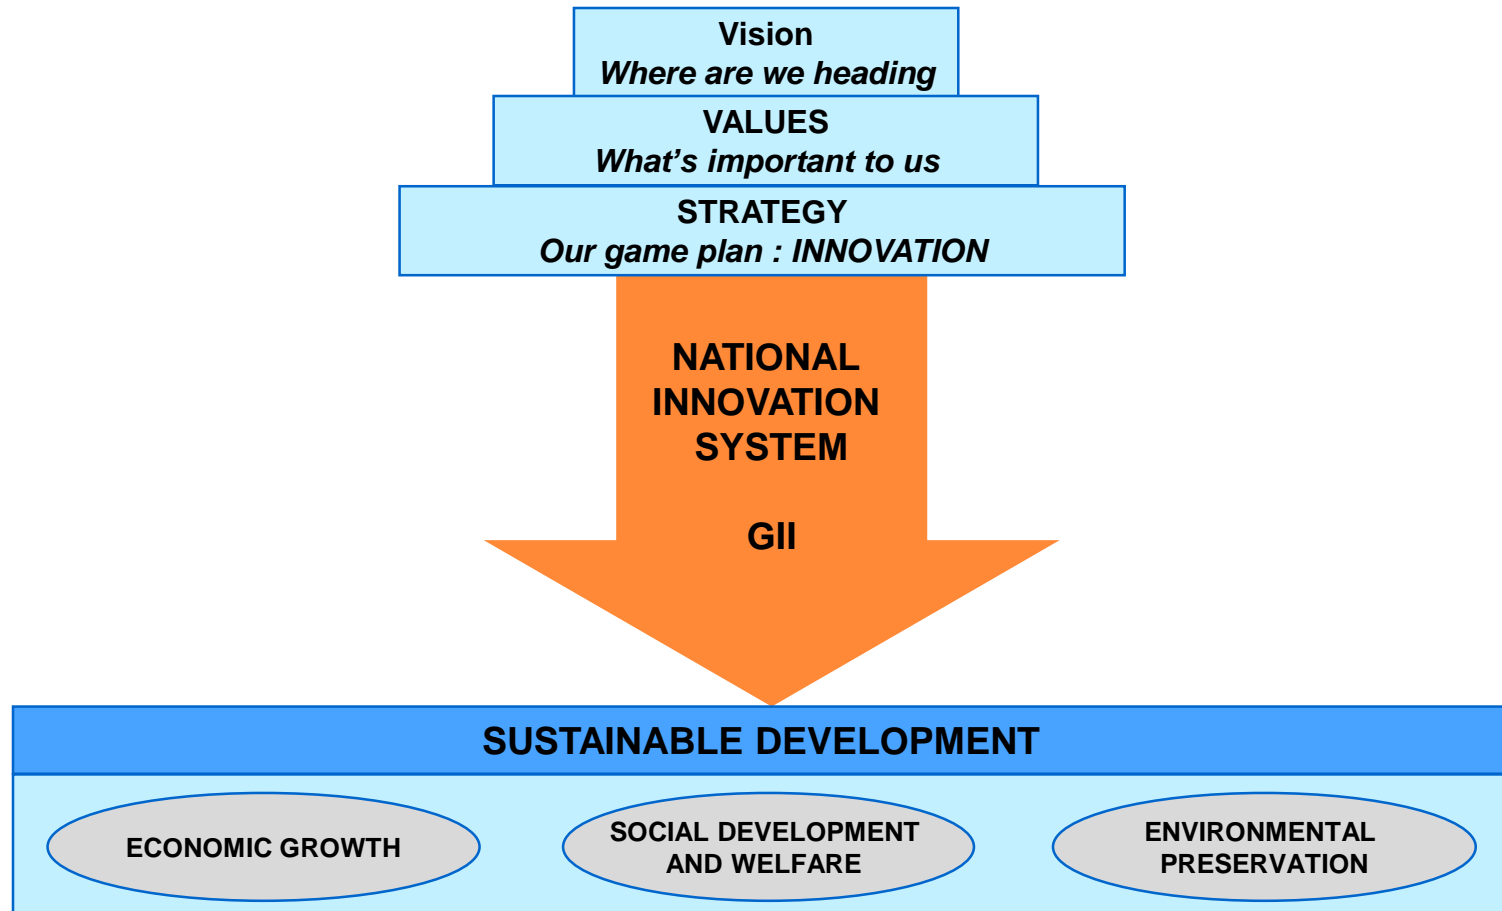 Vision
Where are we heading
VALUES
What’s important to us
STRATEGY
Our game plan : INNOVATION
NATIONAL
INNOVATION
SYSTEM
GII
SUSTAINABLE DEVELOPMENT
ECONOMIC GROWTH
SOCIAL DEVELOPMENT
AND WELFARE
ENVIRONMENTAL
PRESERVATION